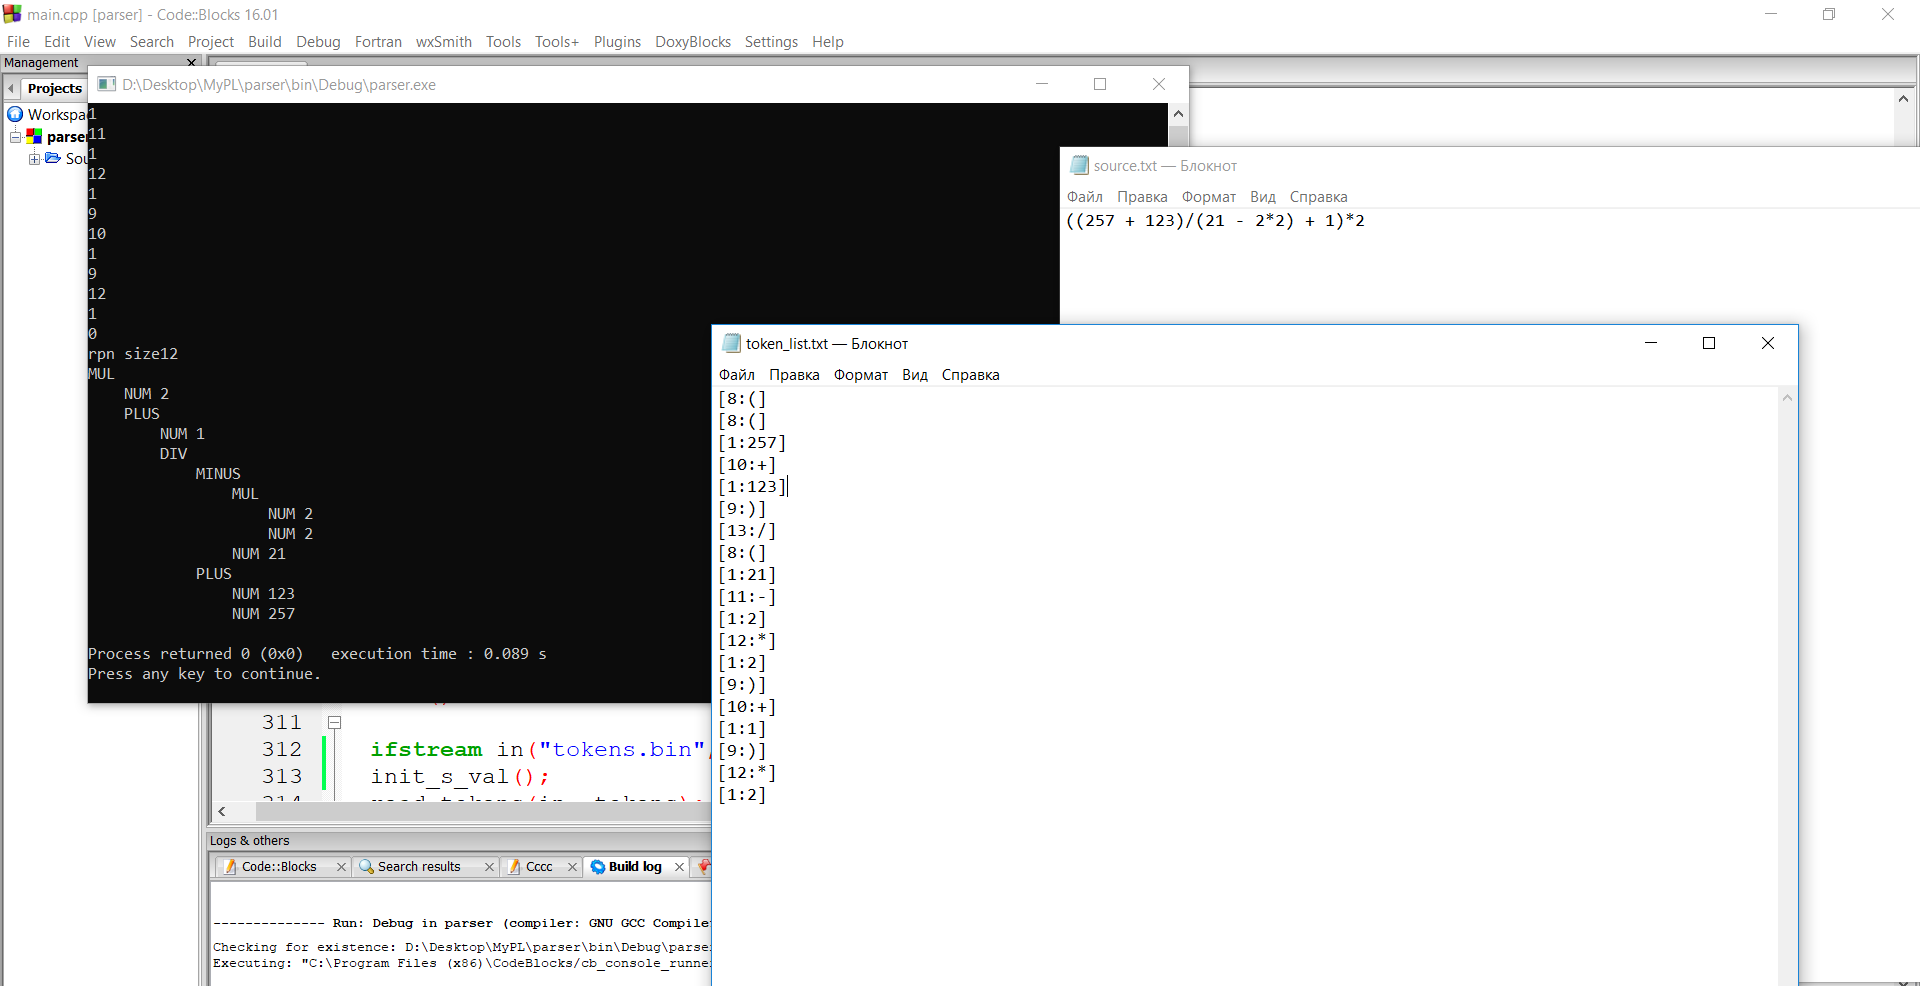 main.cpp [parser] - Code::Blocks 16.01
File Edit View Search Project Build Debug Fortran wxSmith Tools Tools+ Plugins DoxyBlocks Settings Help
Management
Projects
Workspa
parse
Sou
D:\Desktop\MyPL\parser\bin\Debug\parser.exe
1
11
1
12
1
9
10
1
9
12
1
0
rpn size12
MUL
NUM 2
PLUS
NUM 1
DIV
MINUS
MUL
NUM 2
NUM 2
NUM 21
PLUS
NUM 123
NUM 257
Process returned 0 (0x0)   execution time : 0.089 s
Press any key to continue.
source.txt — Блокнот
Файл Правка Формат Вид Справка
((257 + 123)/(21 - 2*2) + 1)*2
token_list.txt — Блокнот
Файл Правка Формат Вид Справка
[8:(]
[8:(]
[1:257]
[10:+]
[1:123]
[9:)]
[13:/]
[8:(]
[1:21]
[11:-]
[1:2]
[12:*]
[1:2]
[9:)]
[10:+]
[1:1]
[9:)]
[12:*]
[1:2]
311
312 ifstream in("tokens.bin",
313 init_s_val();
Logs & others
Code::Blocks Search results Cccc Build log
-------------- Run: Debug in parser (compiler: GNU GCC Compiler
Checking for existence: D:\Desktop\MyPL\parser\bin\Debug\parser
Executing: "C:\Program Files (x86)\CodeBlocks/cb_console_runner